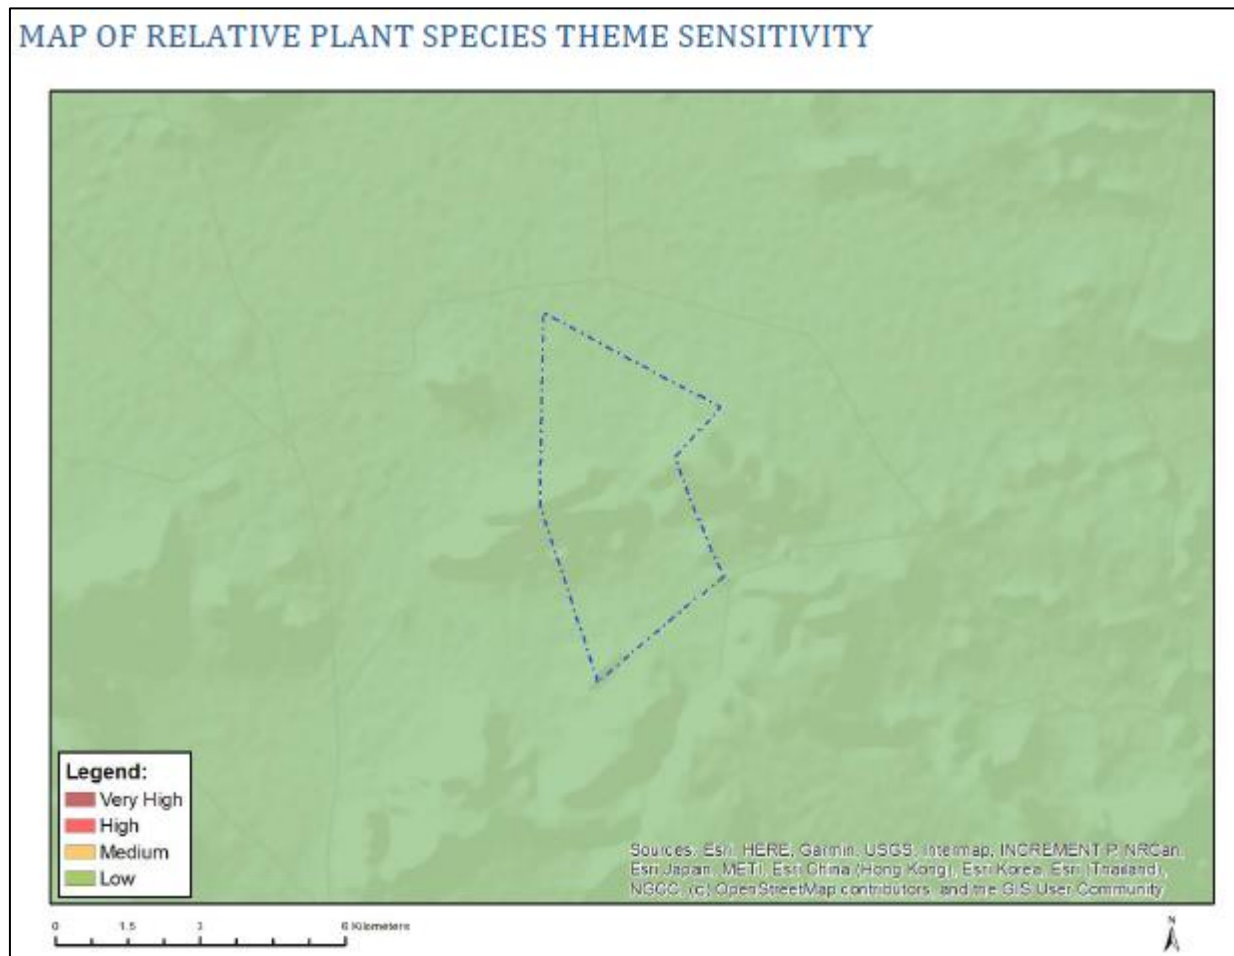 MAP OF RELATIVE PLANT SPECIES THEME SENSITIVITY
Legend:
Very High
High
Medium
Low
Sources: Esri, HERE, Garmin, USGS, Intermap, INCREMENT P, NRCan,
Esri Japan, METI, Esri China (Hong Kong), Esri Korea, Esri (Thailand),
NGCC, (c) OpenStreetMap contributors, and the GIS User Community
0 1.5 3 6 Kilometers
N